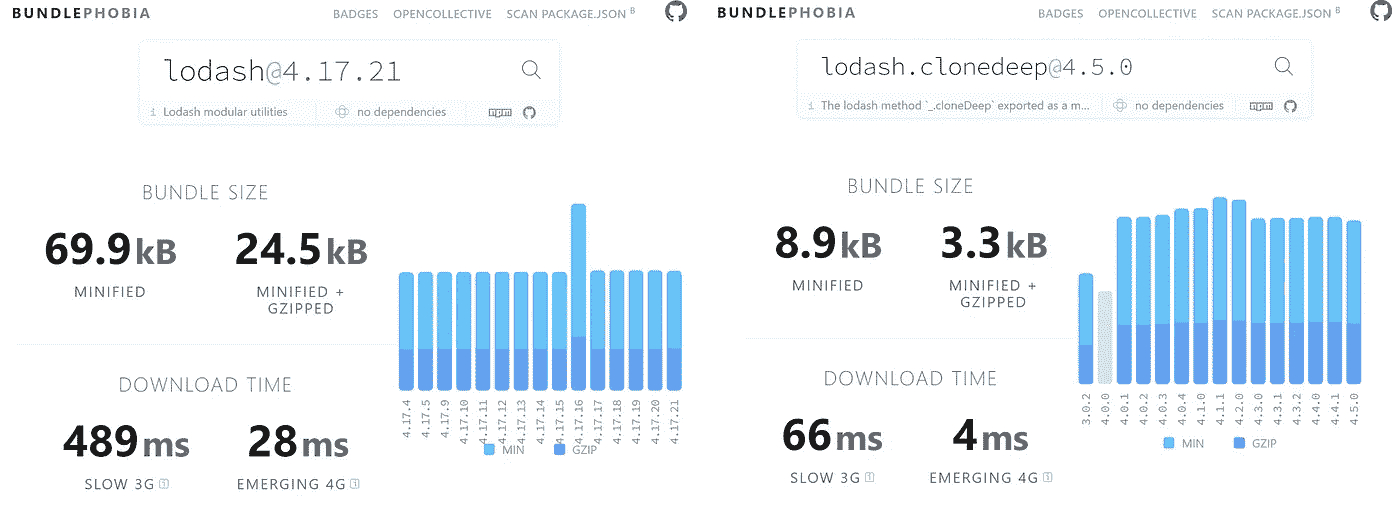 BUNDLEPHOBIA
BADGES OPENCOLLECTIVE SCAN PACKAGE.JSON β
lodash@4.17.21
i Lodash modular utilities no dependencies npm
BUNDLE SIZE
69.9 kB 24.5 kB
MINIFIED MINIFIED +
GZIPPED
DOWNLOAD TIME
489 ms 28 ms
SLOW 3G EMERGING 4G
4.17.4 4.17.5 4.17.9 4.17.10 4.17.11 4.17.12 4.17.13 4.17.14 4.17.15 4.17.16 4.17.17 4.17.18 4.17.19 4.17.20 4.17.21
MIN GZIP
BUNDLEPHOBIA
BADGES OPENCOLLECTIVE SCAN PACKAGE.JSON β
lodash.clonedeep@4.5.0
i The lodash method `_.cloneDeep` exported as a m... no dependencies npm
BUNDLE SIZE
8.9 kB 3.3 kB
MINIFIED MINIFIED +
GZIPPED
DOWNLOAD TIME
66 ms 4 ms
SLOW 3G EMERGING 4G
3.0.2 4.0.0 4.0.1 4.0.2 4.0.3 4.0.4 4.1.0 4.1.1 4.2.0 4.3.0 4.3.1 4.3.2 4.4.0 4.4.1 4.5.0
MIN GZIP